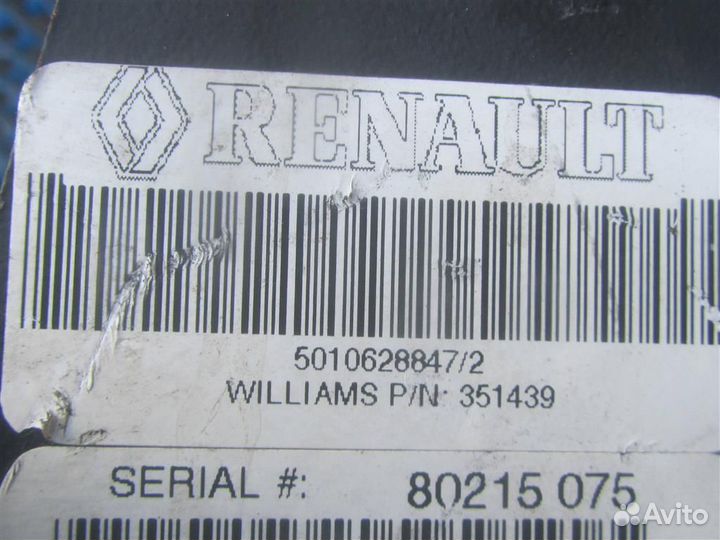 RENAULT
5010628847/2
WILLIAMS P/N: 351439
SERIAL #: 80215 075
Avito